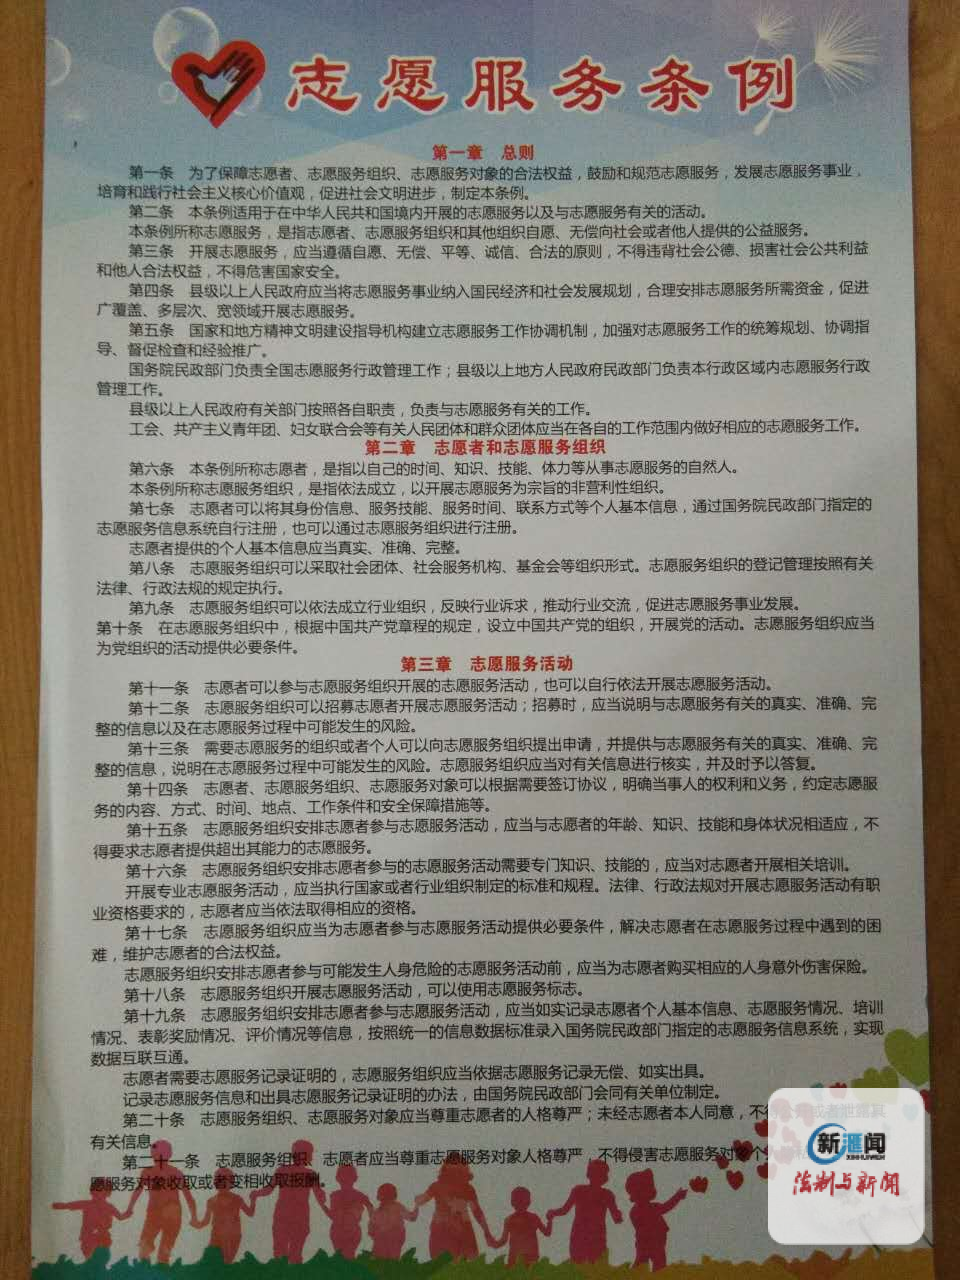 志愿服务条例
第一章 总则
第一条 为了保障志愿者、志愿服务组织、志愿服务对象的合法权益，鼓励和规范志愿服务，发展志愿服务事业，
培育和践行社会主义核心价值观，促进社会文明进步，制定本条例。
第二条 本条例适用于在中华人民共和国境内开展的志愿服务以及与志愿服务有关的活动。
本条例所称志愿服务，是指志愿者、志愿服务组织和其他组织自愿、无偿向社会或者他人提供的公益服务。
第三条 开展志愿服务，应当遵循自愿、无偿、平等、诚信、合法的原则，不得违背社会公德、损害社会公共利益
和他人合法权益，不得危害国家安全。
第四条 县级以上人民政府应当将志愿服务事业纳入国民经济和社会发展规划，合理安排志愿服务所需资金，促进
广覆盖、多层次、宽领域开展志愿服务。
第五条 国家和地方精神文明建设指导机构建立志愿服务工作协调机制，加强对志愿服务工作的统筹规划、协调指
导、督促检查和经验推广。
国务院民政部门负责全国志愿服务行政管理工作；县级以上地方人民政府民政部门负责本行政区域内志愿服务行政
管理工作。
县级以上人民政府有关部门按照各自职责，负责与志愿服务有关的工作。
工会、共产主义青年团、妇女联合会等有关人民团体和群众团体应当在各自的工作范围内做好相应的志愿服务工作。
第二章 志愿者和志愿服务组织
第六条 本条例所称志愿者，是指以自己的时间、知识、技能、体力等从事志愿服务的自然人。
本条例所称志愿服务组织，是指依法成立，以开展志愿服务为宗旨的非营利性组织。
第七条 志愿者可以将其身份信息、服务技能、服务时间、联系方式等个人基本信息，通过国务院民政部门指定的
志愿服务信息系统自行注册，也可以通过志愿服务组织进行注册。
志愿者提供的个人基本信息应当真实、准确、完整。
第八条 志愿服务组织可以采取社会团体、社会服务机构、基金会等组织形式。志愿服务组织的登记管理按照有关
法律、行政法规的规定执行。
第九条 志愿服务组织可以依法成立行业组织，反映行业诉求，推动行业交流，促进志愿服务事业发展。
第十条 在志愿服务组织中，根据中国共产党章程的规定，设立中国共产党的组织，开展党的活动。志愿服务组织应当
为党组织的活动提供必要条件。
第三章 志愿服务活动
第十一条 志愿者可以参与志愿服务组织开展的志愿服务活动，也可以自行依法开展志愿服务活动。
第十二条 志愿服务组织可以招募志愿者开展志愿服务活动；招募时，应当说明与志愿服务有关的真实、准确、完
整的信息以及在志愿服务过程中可能发生的风险。
第十三条 需要志愿服务的组织或者个人可以向志愿服务组织提出申请，并提供与志愿服务有关的真实、准确、完
整的信息，说明在志愿服务过程中可能发生的风险。志愿服务组织应当对有关信息进行核实，并及时予以答复。
第十四条 志愿者、志愿服务组织、志愿服务对象可以根据需要签订协议，明确当事人的权利和义务，约定志愿服
务的内容、方式、时间、地点、工作条件和安全保障措施等。
第十五条 志愿服务组织安排志愿者参与志愿服务活动，应当与志愿者的年龄、知识、技能和身体状况相适应，不
得要求志愿者提供超出其能力的志愿服务。
第十六条 志愿服务组织安排志愿者参与的志愿服务活动需要专门知识、技能的，应当对志愿者开展相关培训。
开展专业志愿服务活动，应当执行国家或者行业组织制定的标准和规程。法律、行政法规对开展志愿服务活动有职
业资格要求的，志愿者应当依法取得相应的资格。
第十七条 志愿服务组织应当为志愿者参与志愿服务活动提供必要条件，解决志愿者在志愿服务过程中遇到的困
难，维护志愿者的合法权益。
志愿服务组织安排志愿者参与可能发生人身危险的志愿服务活动前，应当为志愿者购买相应的人身意外伤害保险。
第十八条 志愿服务组织开展志愿服务活动，可以使用志愿服务标志。
第十九条 志愿服务组织安排志愿者参与志愿服务活动，应当如实记录志愿者个人基本信息、志愿服务情况、培训
情况、表彰奖励情况、评价情况等信息，按照统一的信息数据标准录入国务院民政部门指定的志愿服务信息系统，实现
数据互联互通。
志愿者需要志愿服务记录证明的，志愿服务组织应当依据志愿服务记录无偿、如实出具。
记录志愿服务信息和出具志愿服务记录证明的办法，由国务院民政部门会同有关单位制定。
第二十条 志愿服务组织、志愿服务对象应当尊重志愿者的人格尊严；未经志愿者本人同意，不得公开或者泄露其
有关信息。
第二十一条 志愿服务组织、志愿者应当尊重志愿服务对象人格尊严，不得侵害志愿服务对象个
愿服务对象收取或者变相收取报酬。
新滙闻
XINHUIWEN
法制与新闻